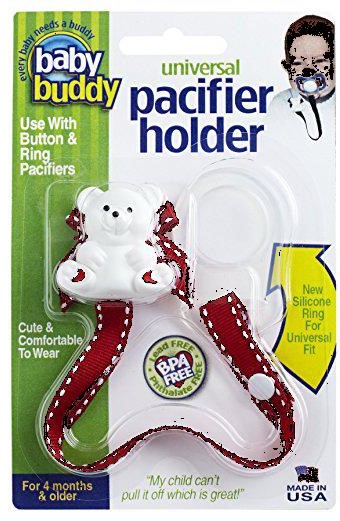 every baby needs a buddy
baby
buddy
universal
pacifier
holder
Use With
Button &
Ring
Pacifiers
New
Silicone
Ring
For
Universal
Fit
Cute &
Comfortable
To Wear
Lead FREE
BPA
FREE
Phthalate FREE
For 4 months
& older
"My child can't
pull it off which is great!"
MADE IN
USA